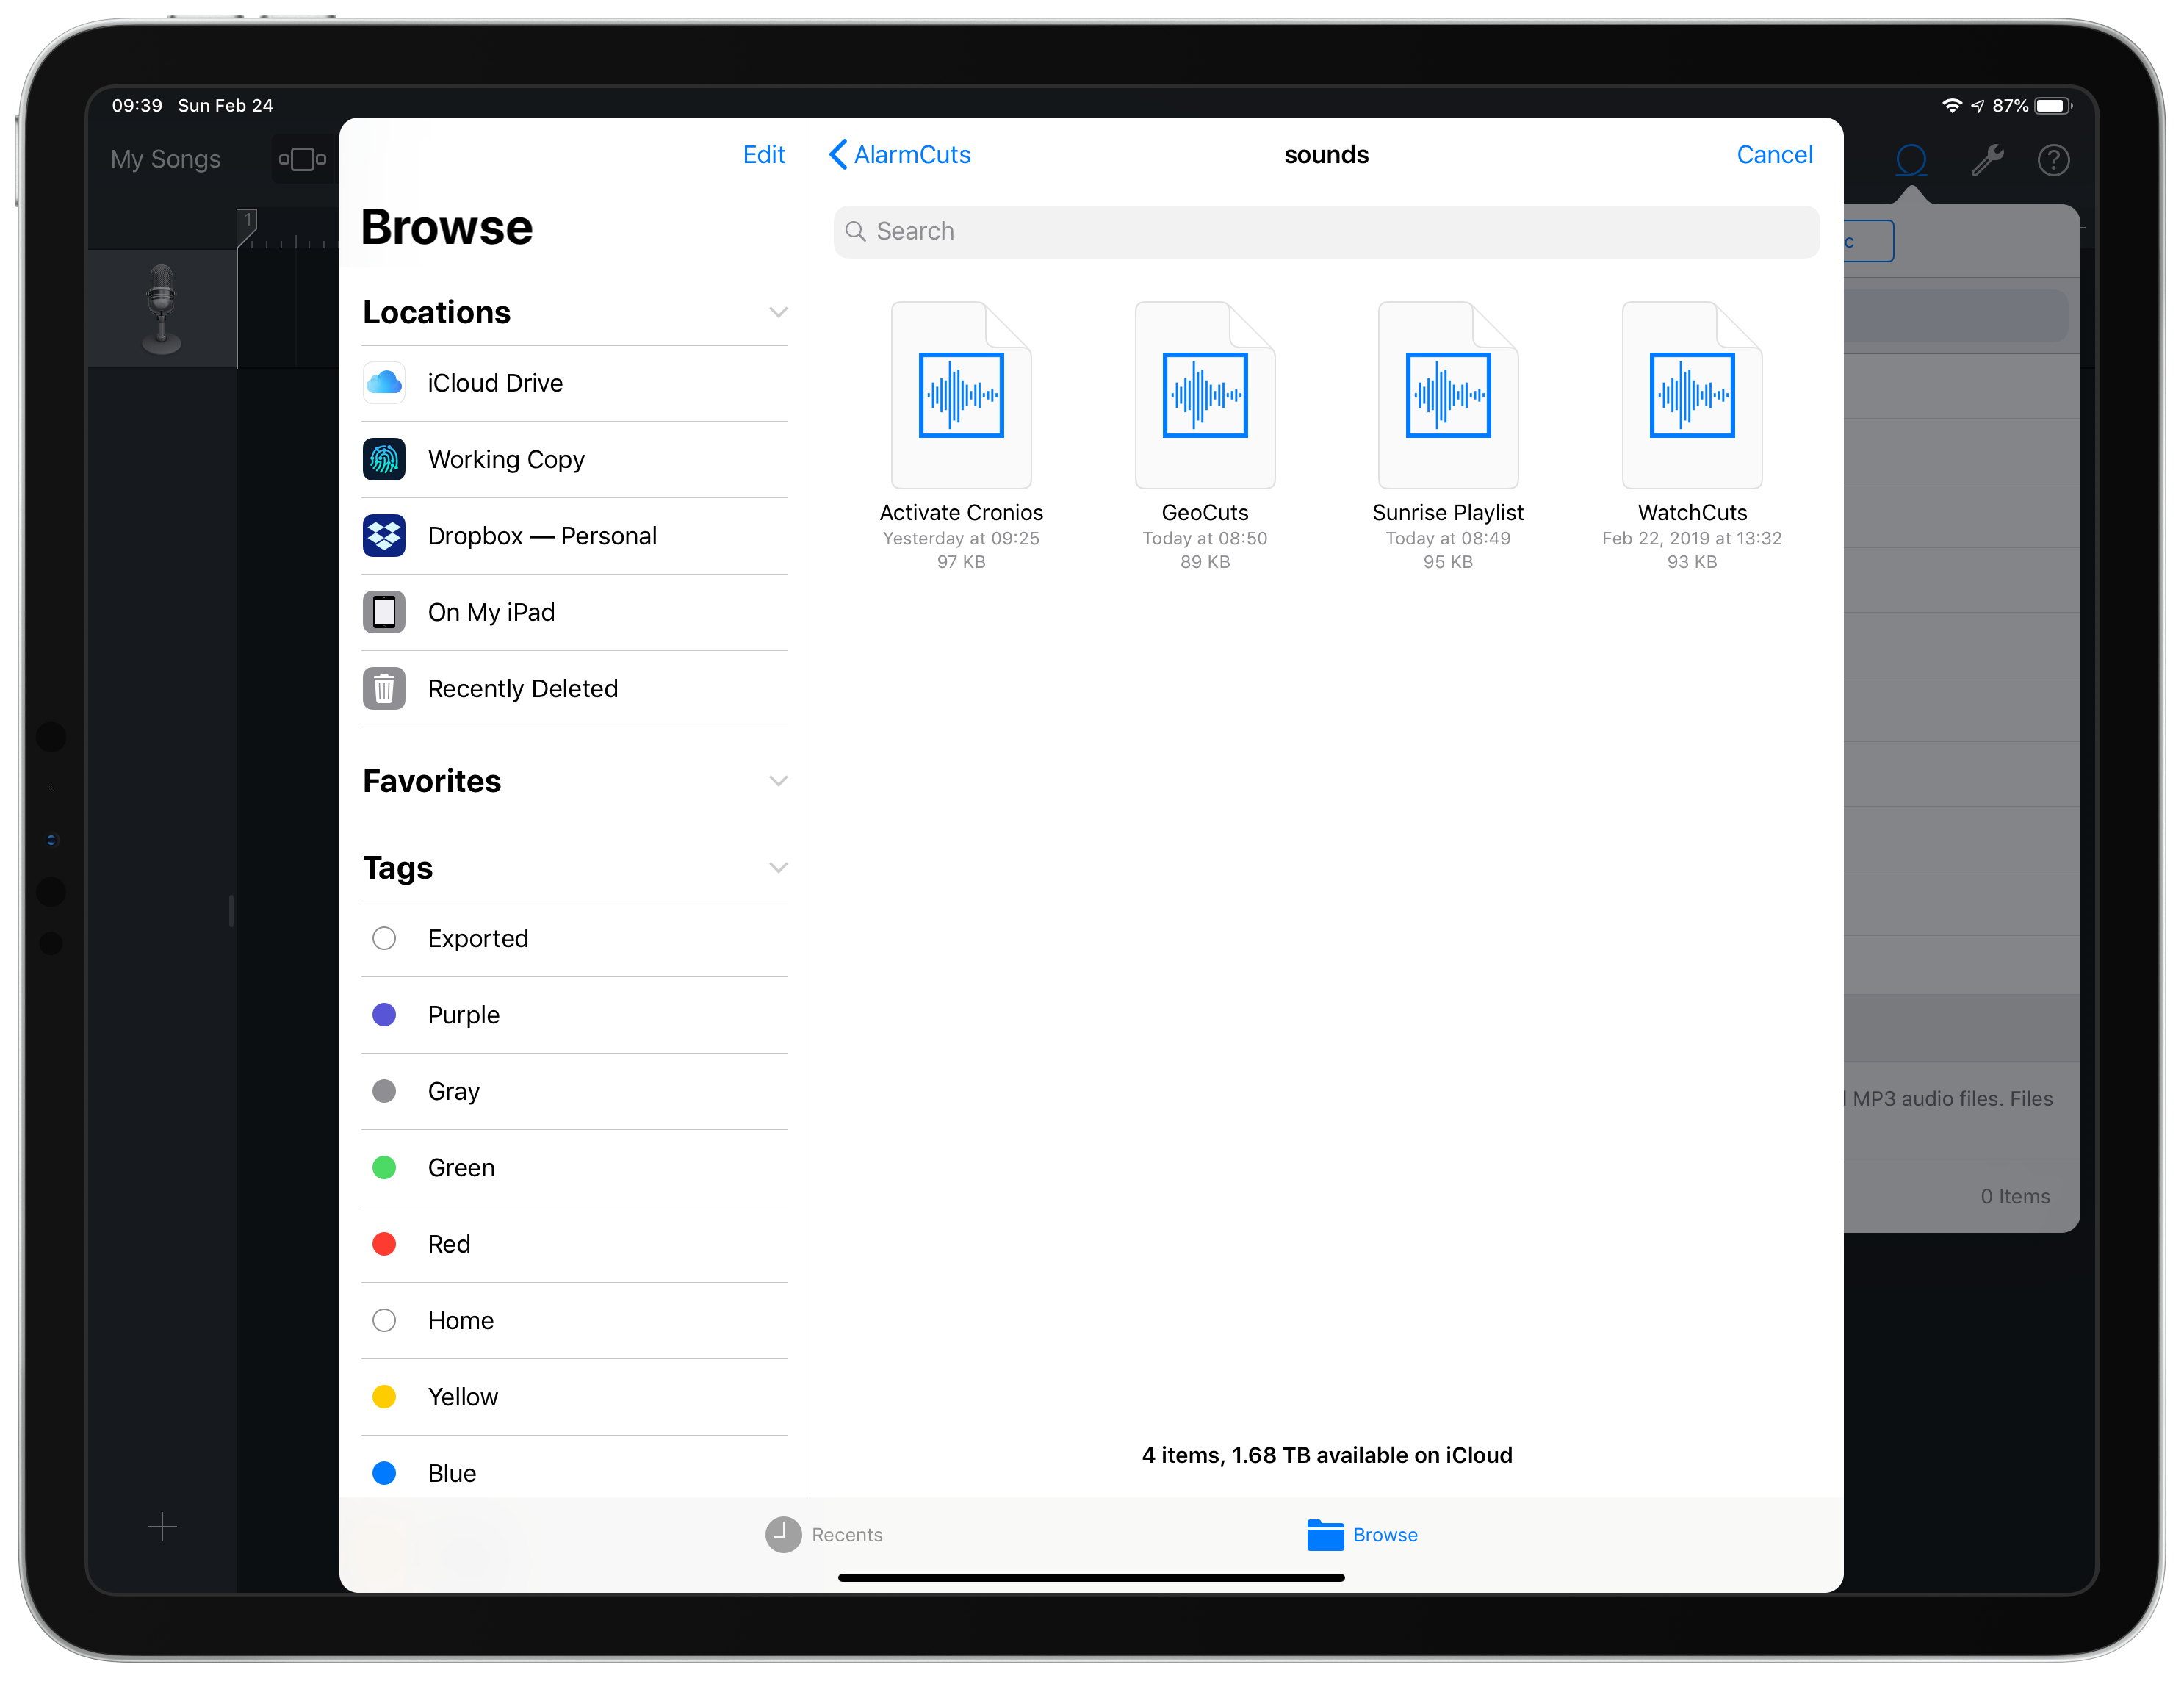 09:39 Sun Feb 24
87%
My Songs
1
Edit
Browse
Locations
iCloud Drive
Working Copy
Dropbox — Personal
On My iPad
Recently Deleted
Favorites
Tags
Exported
Purple
Gray
Green
Red
Home
Yellow
Blue
AlarmCuts
sounds
Cancel
Search
Activate Cronios
Yesterday at 09:25
97 KB
GeoCuts
Today at 08:50
89 KB
Sunrise Playlist
Today at 08:49
95 KB
WatchCuts
Feb 22, 2019 at 13:32
93 KB
4 items, 1.68 TB available on iCloud
Recents
Browse
?
MP3 audio files. Files
0 Items